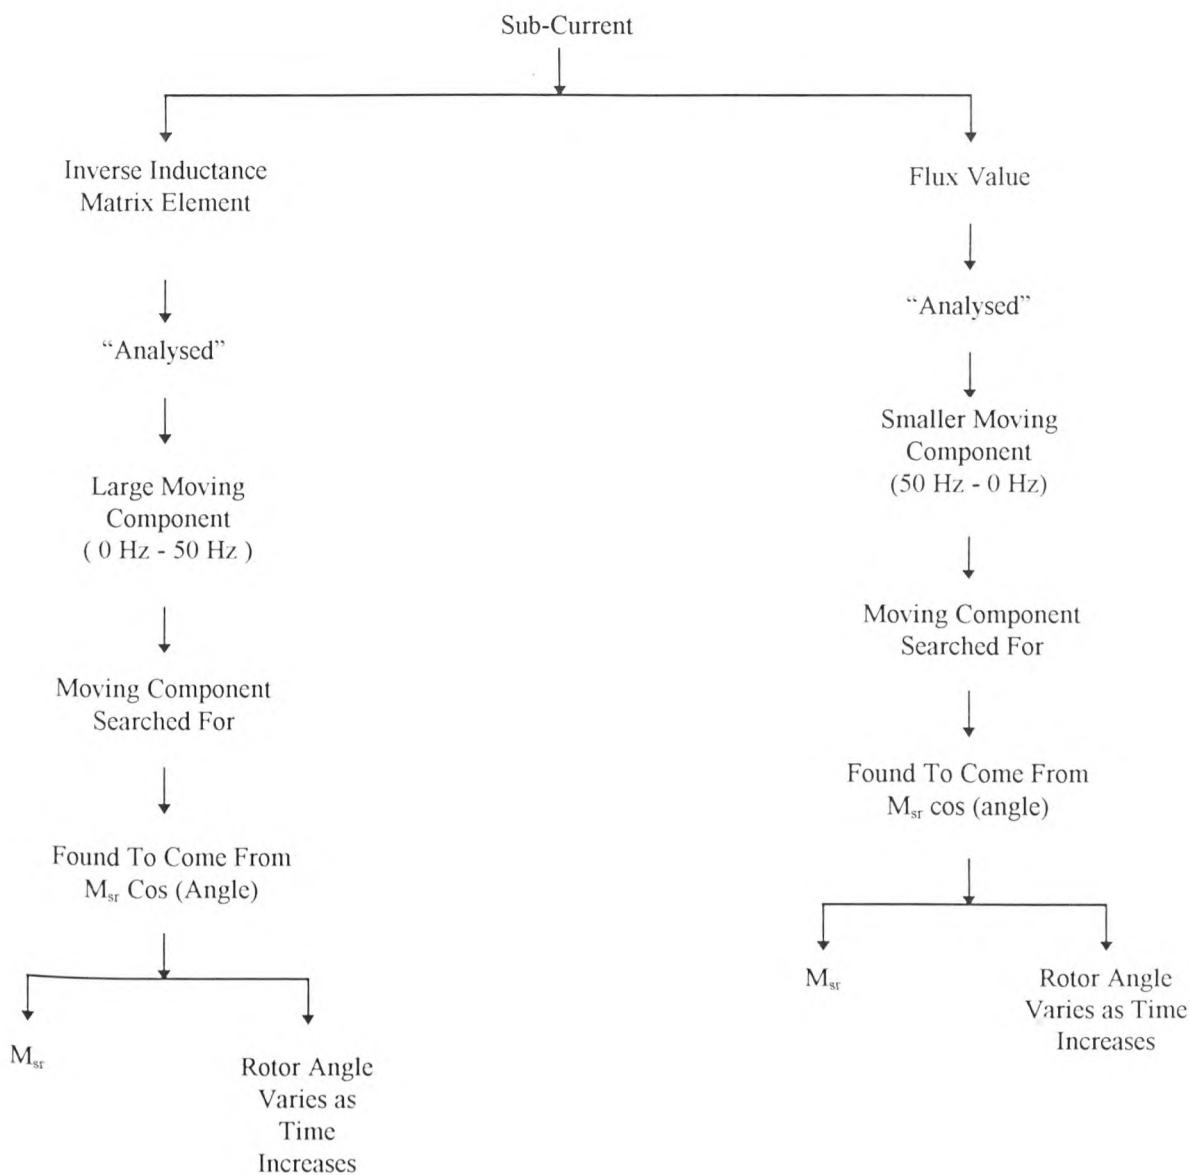 Sub-Current
Inverse Inductance
Matrix Element
“Analysed”
Large Moving
Component
( 0 Hz - 50 Hz )
Moving Component
Searched For
Found To Come From
Msr Cos (Angle)
Msr
Rotor Angle
Varies as
Time
Increases
Flux Value
“Analysed”
Smaller Moving
Component
(50 Hz - 0 Hz)
Moving Component
Searched For
Found To Come From
Msr cos (angle)
Msr
Rotor Angle
Varies as Time
Increases